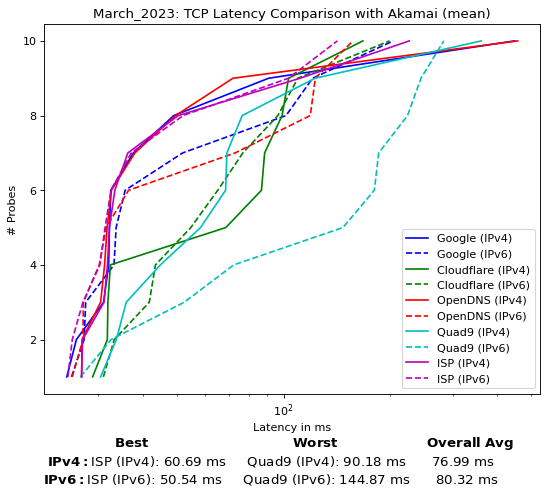 March_2023: TCP Latency Comparison with Akamai (mean)
10
8
6
4
2
# Probes
10²
Latency in ms
Google (IPv4)
Google (IPv6)
Cloudflare (IPv4)
Cloudflare (IPv6)
OpenDNS (IPv4)
OpenDNS (IPv6)
Quad9 (IPv4)
Quad9 (IPv6)
ISP (IPv4)
ISP (IPv6)
Best Worst Overall Avg
IPv4: ISP (IPv4): 60.69 ms Quad9 (IPv4): 90.18 ms 76.99 ms
IPv6: ISP (IPv6): 50.54 ms Quad9 (IPv6): 144.87 ms 80.32 ms